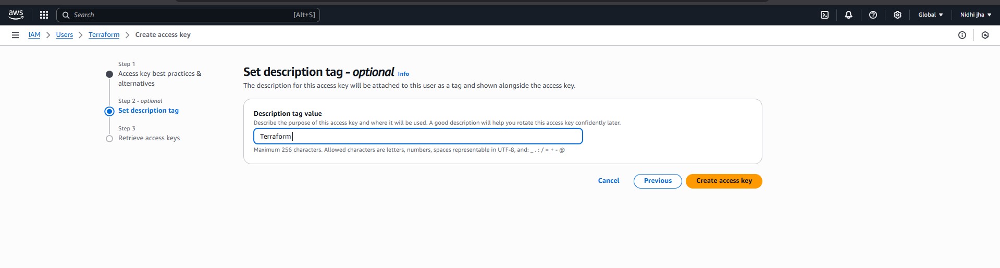 aws
Search [Alt+S]
Global Nidhi jha
IAM Users Terraform Create access key
Step 1
Access key best practices &
alternatives
Step 2 - optional
Set description tag
Step 3
Retrieve access keys
Set description tag - optional Info
The description for this access key will be attached to this user as a tag and shown alongside the access key.
Description tag value
Describe the purpose of this access key and where it will be used. A good description will help you rotate this access key confidently later.
Terraform
Maximum 256 characters. Allowed characters are letters, numbers, spaces representable in UTF-8, and: _ . : / = + - @
Cancel Previous Create access key